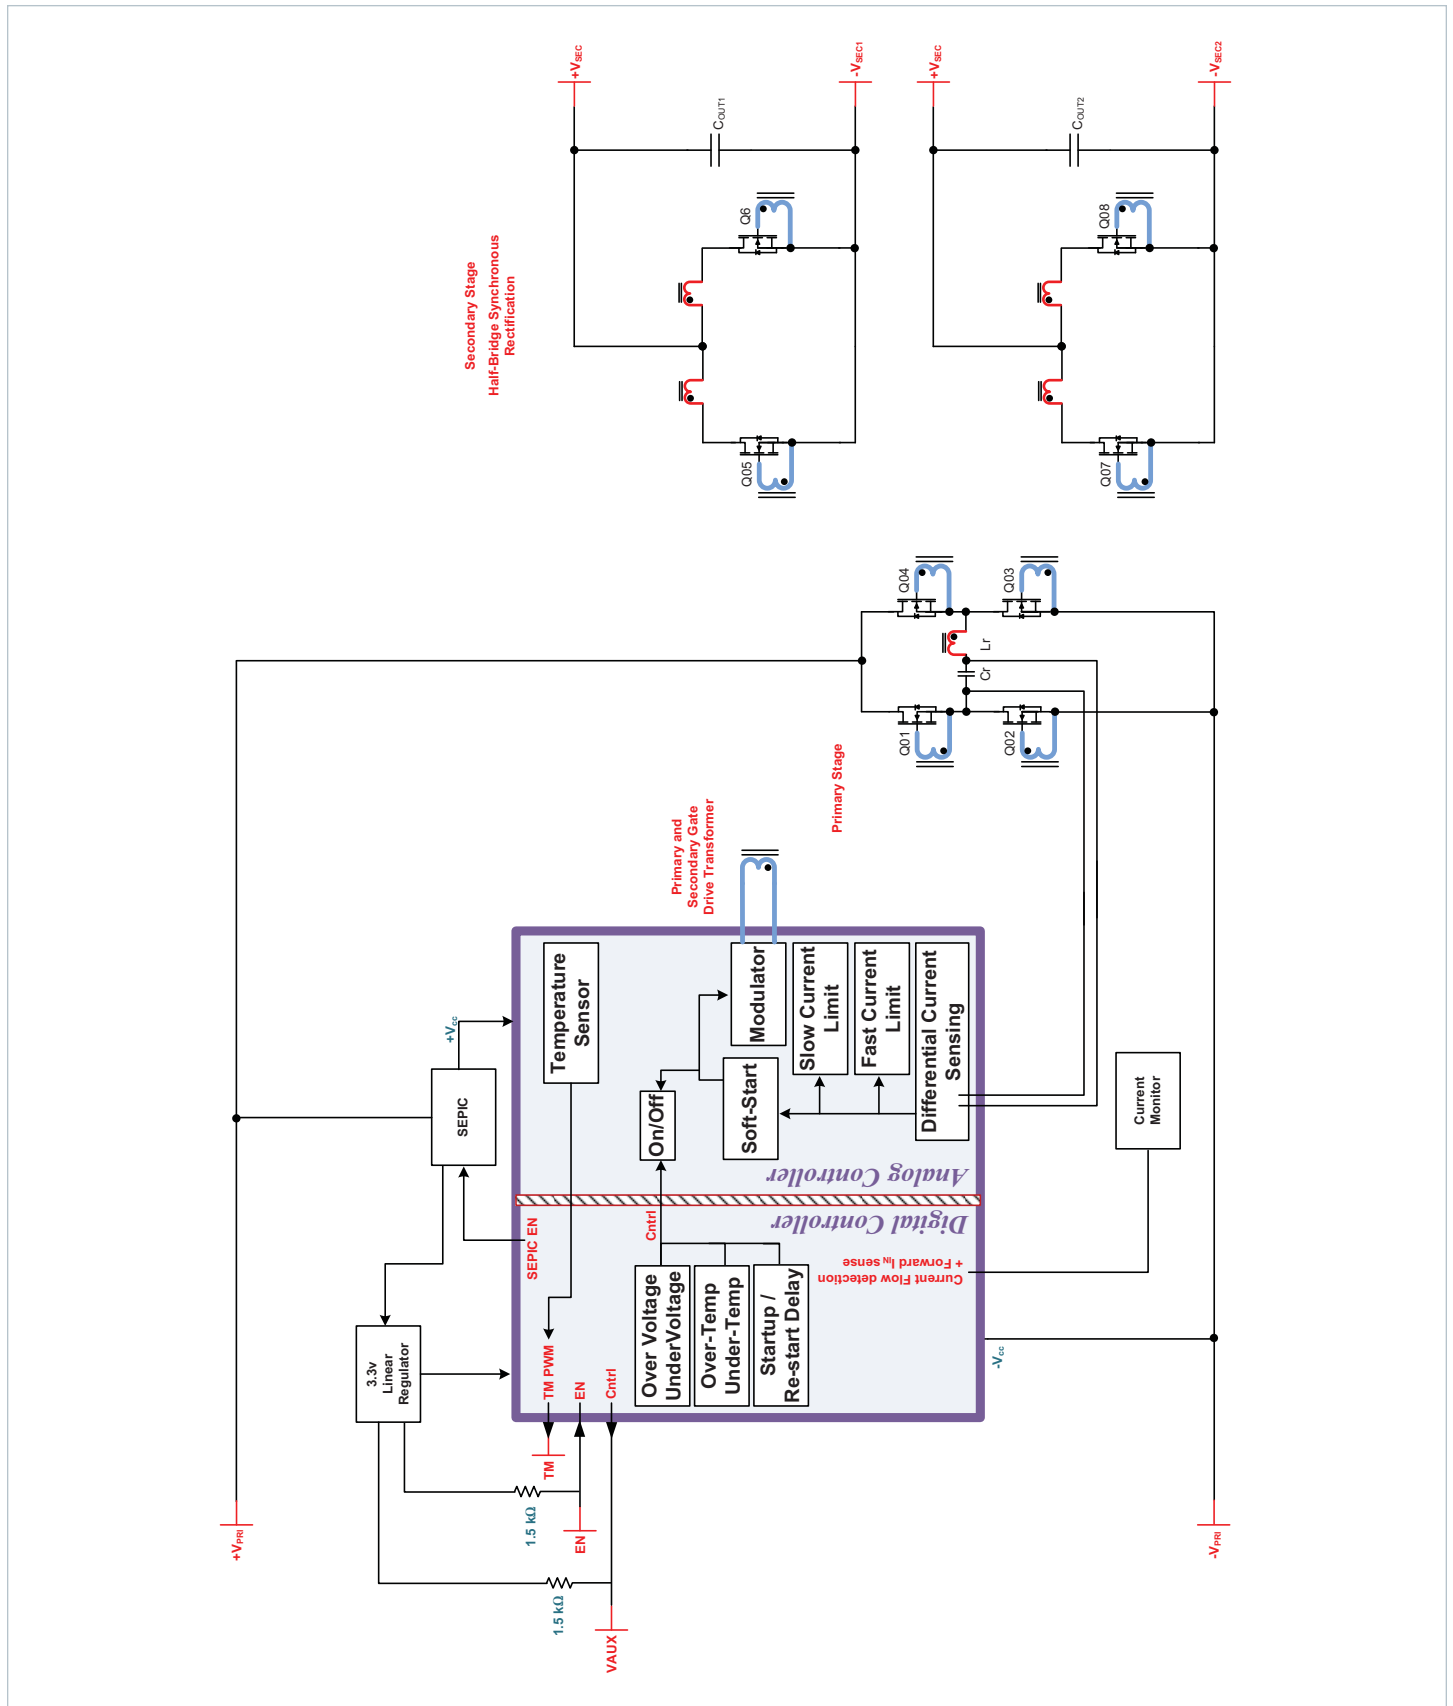 +VPRI
-VPRI
VAUX
1.5 kΩ
EN
1.5 kΩ
TM
3.3v
Linear
Regulator
SEPIC
+Vcc
-Vcc
SEPIC EN
TM PWM
EN
Cntrl
Temperature
Sensor
Over Voltage
UnderVoltage
Over-Temp
Under-Temp
Startup /
Re-start Delay
Cntrl
Current Flow detection
+ Forward IIN sense
Digital Controller
Analog Controller
On/Off
Soft-Start
Modulator
Slow Current
Limit
Fast Current
Limit
Differential Current
Sensing
Current
Monitor
Primary and
Secondary Gate
Drive Transformer
Primary Stage
Q01
Q02
Q04
Q03
Cr
Lr
Secondary Stage
Half-Bridge Synchronous
Rectification
Q05
Q6
COUT1
+VSEC
-VSEC1
Q07
Q08
COUT2
+VSEC
-VSEC2